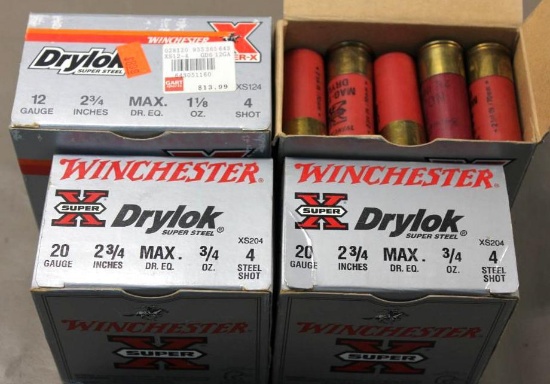 WINCHESTER
X
SUPER-X
Drylok
SUPER STEEL
$13.99
XS124
12 2¾ MAX. 1⅛ 4
GAUGE INCHES DR. EQ. OZ. SHOT
WINCHESTER
X
SUPER
Drylok®
SUPER STEEL
XS204
20 2¾ MAX. ¾ 4
GAUGE INCHES DR. EQ. OZ. STEEL
SHOT
WINCHESTER
X
SUPER
WINCHESTER
X
SUPER
Drylok®
SUPER STEEL
XS204
20 2¾ MAX. ¾ 4
GAUGE INCHES DR. EQ. OZ. STEEL
SHOT
WINCHESTER
X
SUPER